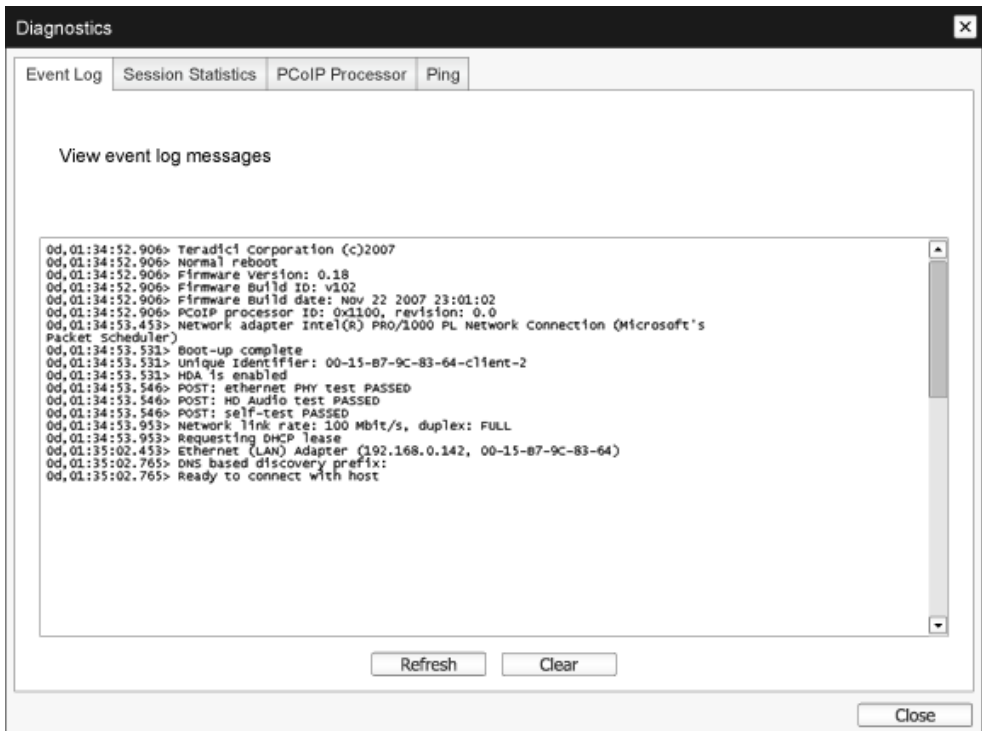 Diagnostics
Event Log
Session Statistics
PCoIP Processor
Ping
View event log messages
0d,01:34:52.906> Teradici Corporation (c)2007
0d,01:34:52.906> Normal reboot
0d,01:34:52.906> Firmware Version: 0.18
0d,01:34:52.906> Firmware Build ID: v102
0d,01:34:52.906> Firmware Build date: Nov 22 2007 23:01:02
0d,01:34:52.906> PCoIP processor ID: 0x1100, revision: 0.0
0d,01:34:53.453> Network adapter Intel(R) PRO/1000 PL Network Connection (Microsoft's
Packet Scheduler)
0d,01:34:53.531> Boot-up complete
0d,01:34:53.531> Unique Identifier: 00-15-B7-9C-83-64-client-2
0d,01:34:53.531> HDA is enabled
0d,01:34:53.546> POST: ethernet PHY test PASSED
0d,01:34:53.546> POST: HD Audio test PASSED
0d,01:34:53.546> POST: self-test PASSED
0d,01:34:53.953> Network link rate: 100 Mbit/s, duplex: FULL
0d,01:34:53.953> Requesting DHCP lease
0d,01:35:02.453> Ethernet (LAN) Adapter (192.168.0.142, 00-15-B7-9C-83-64)
0d,01:35:02.765> DNS based discovery prefix:
0d,01:35:02.765> Ready to connect with host
Refresh
Clear
Close